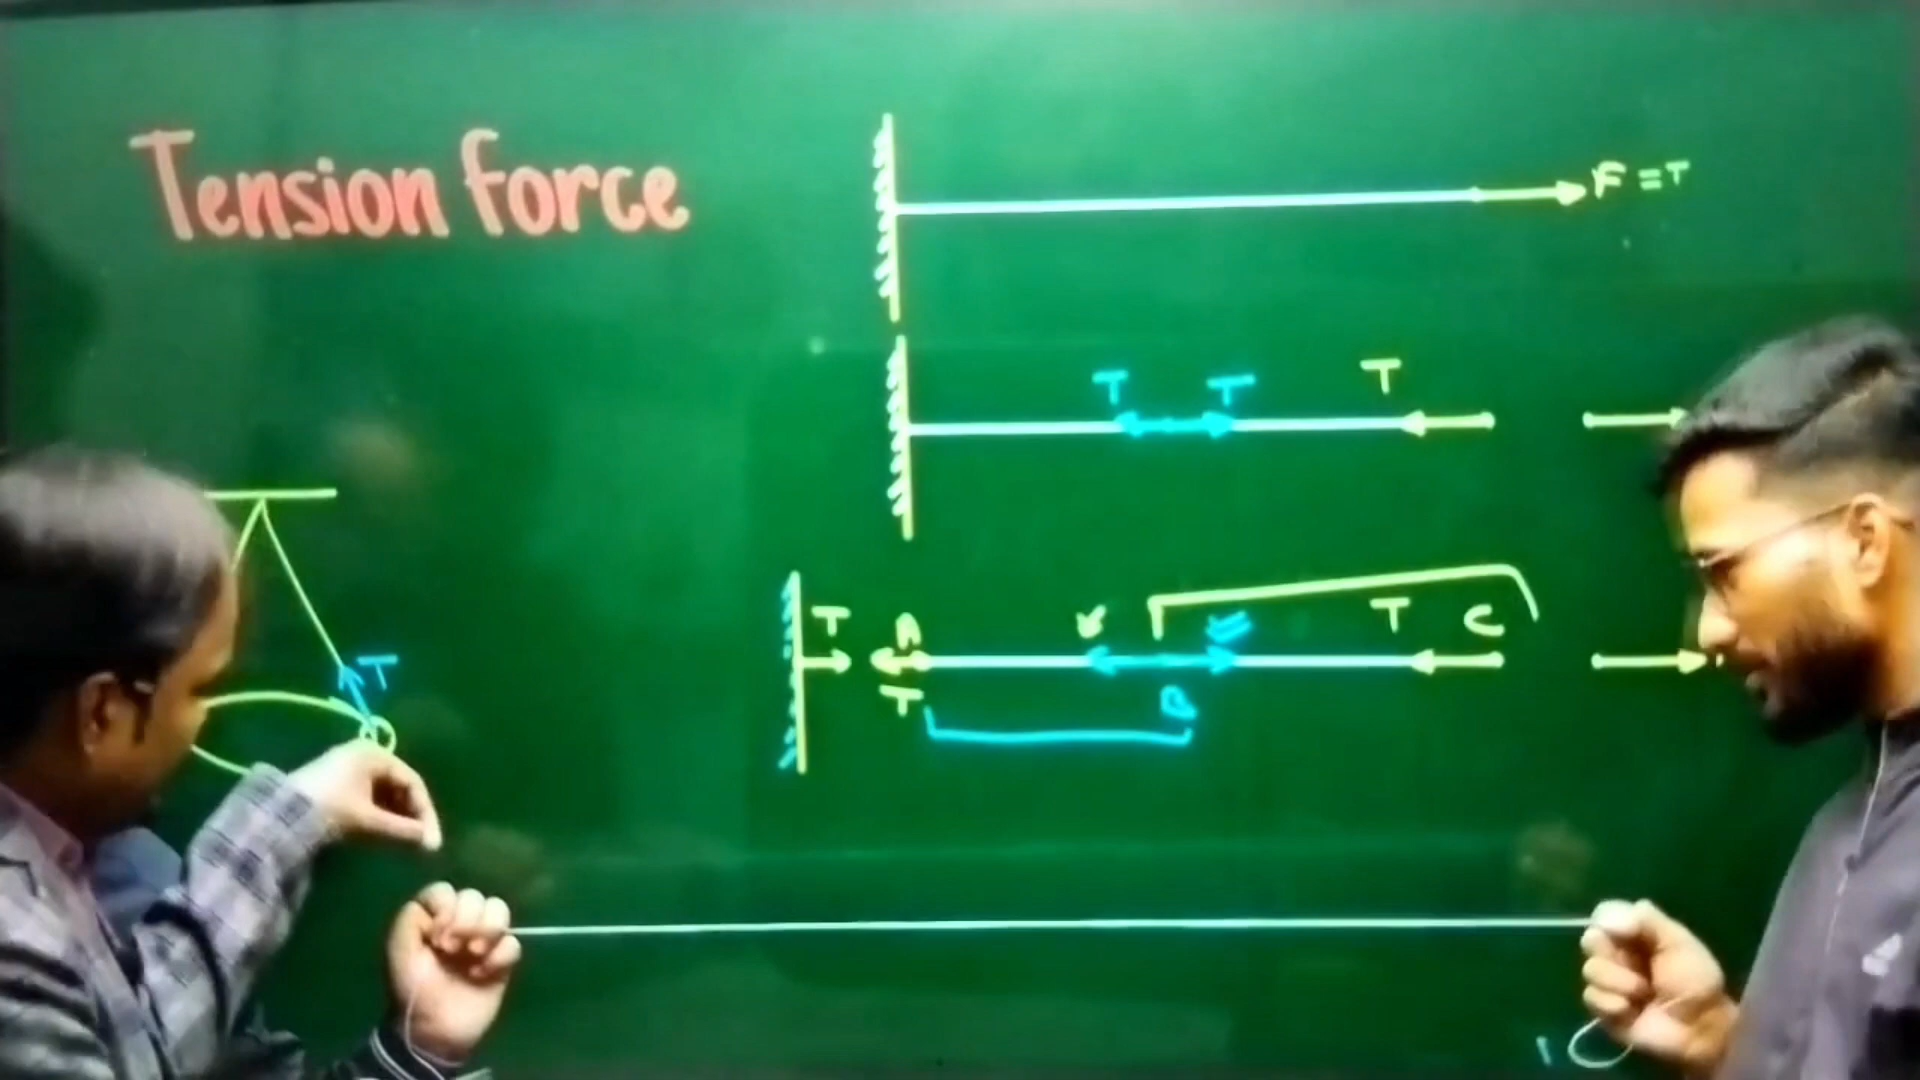 Tension force
F = T
T T T
T T C
T B
T